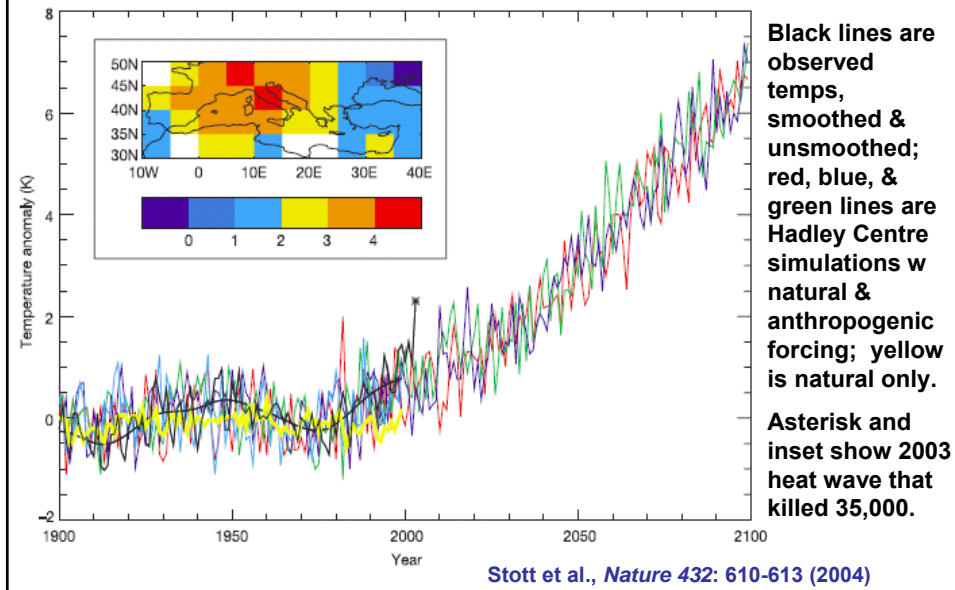 8
6
4
2
0
−2
Temperature anomaly (K)
50N
45N
40N
35N
30N
10W 0 10E 20E 30E 40E
0 1 2 3 4
1900 1950 2000 2050 2100
Year
Black lines are
observed
temps,
smoothed &
unsmoothed;
red, blue, &
green lines are
Hadley Centre
simulations w
natural &
anthropogenic
forcing; yellow
is natural only.
Asterisk and
inset show 2003
heat wave that
killed 35,000.
Stott et al., Nature 432: 610-613 (2004)